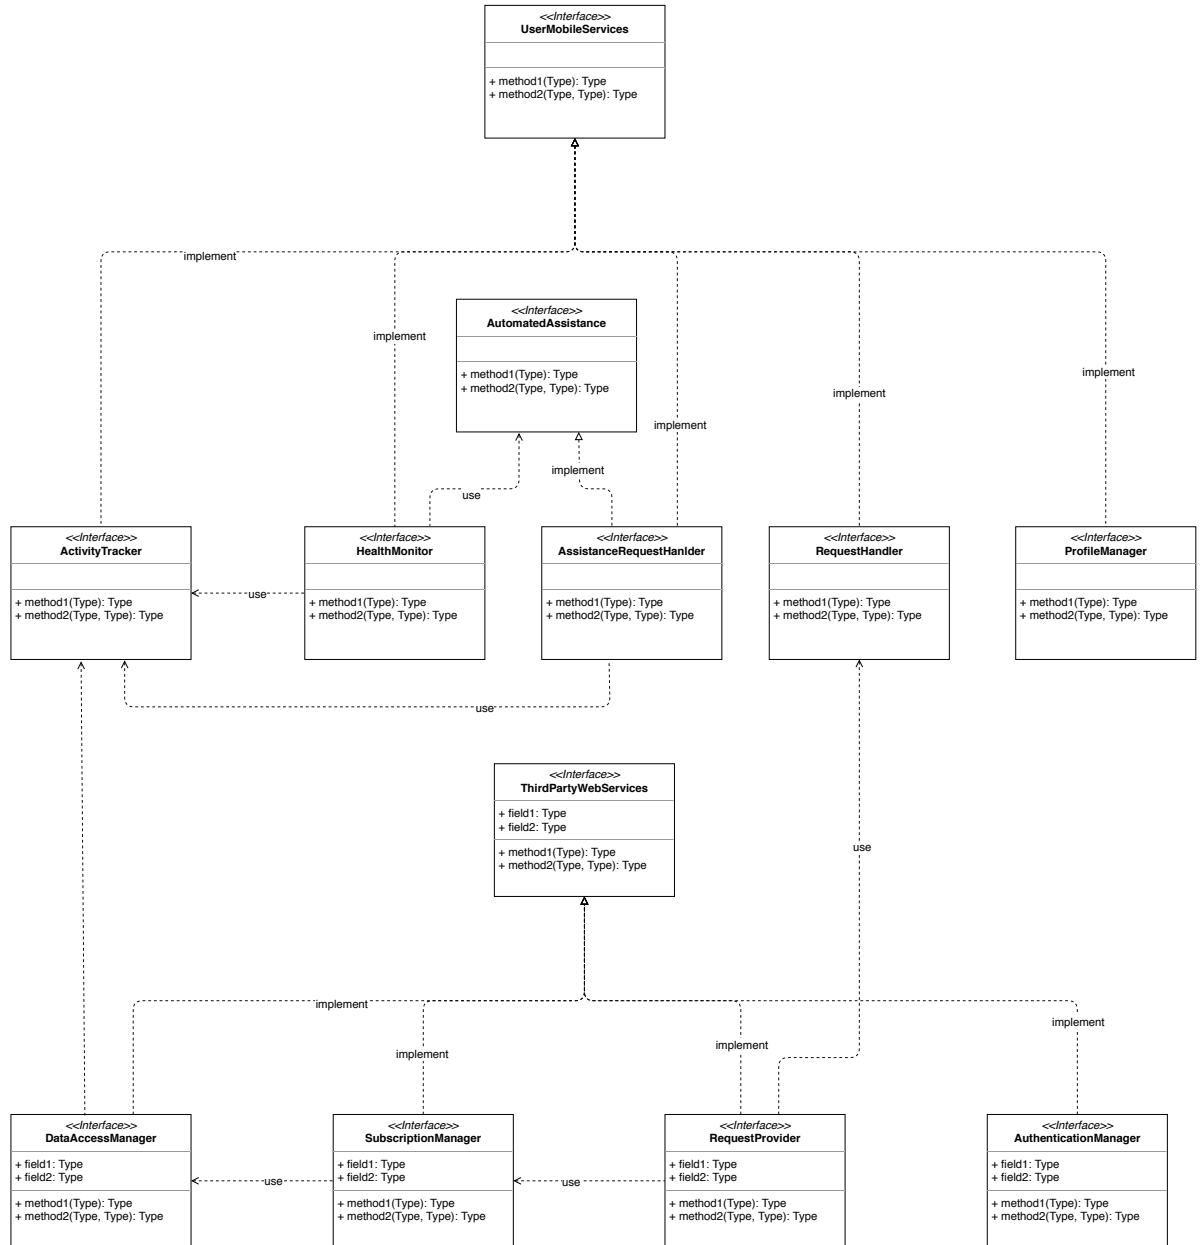 <<Interface>>
UserMobileServices
+ method1(Type): Type
+ method2(Type, Type): Type
implement
<<Interface>>
AutomatedAssistance
implement
+ method1(Type): Type
+ method2(Type, Type): Type
implement
implement
implement
implement
use
<<Interface>>
ActivityTracker
+ method1(Type): Type
+ method2(Type, Type): Type
use
<<Interface>>
HealthMonitor
+ method1(Type): Type
+ method2(Type, Type): Type
<<Interface>>
AssistanceRequestHanlder
+ method1(Type): Type
+ method2(Type, Type): Type
<<Interface>>
RequestHandler
+ method1(Type): Type
+ method2(Type, Type): Type
<<Interface>>
ProfileManager
+ method1(Type): Type
+ method2(Type, Type): Type
use
<<Interface>>
ThirdPartyWebServices
+ field1: Type
+ field2: Type
+ method1(Type): Type
+ method2(Type, Type): Type
use
implement
implement
implement
implement
<<Interface>>
DataAccessManager
+ field1: Type
+ field2: Type
+ method1(Type): Type
+ method2(Type, Type): Type
use
<<Interface>>
SubscriptionManager
+ field1: Type
+ field2: Type
+ method1(Type): Type
+ method2(Type, Type): Type
use
<<Interface>>
RequestProvider
+ field1: Type
+ field2: Type
+ method1(Type): Type
+ method2(Type, Type): Type
<<Interface>>
AuthenticationManager
+ field1: Type
+ field2: Type
+ method1(Type): Type
+ method2(Type, Type): Type